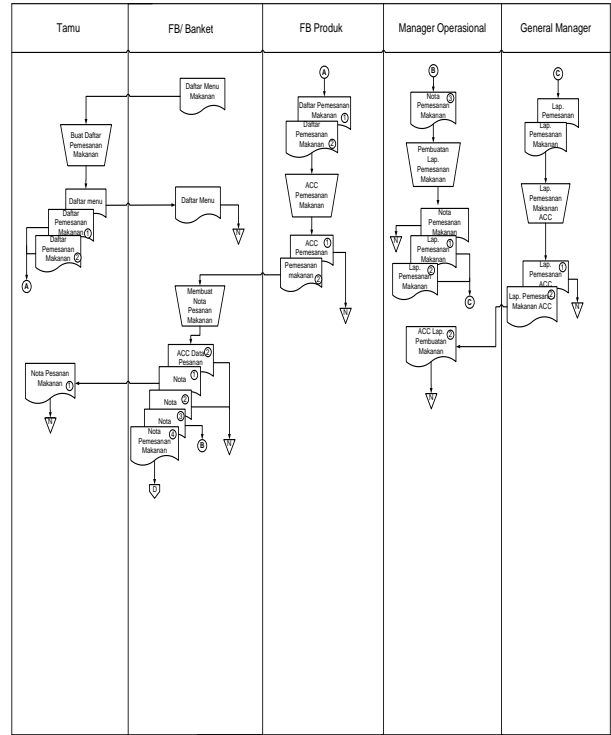 Tamu
FB/ Banket
FB Produk
Manager Operasional
General Manager
Daftar Menu
Makanan
Buat Daftar
Pemesanan
Makanan
Daftar menu
Daftar
Pemesanan
Makanan 1
Daftar
Pemesanan
Makanan 2
A
Daftar Menu
N
A
Daftar Pemesanan
Makanan 1
Daftar
Pemesanan
Makanan 2
ACC
Pemesanan
Makanan
ACC 1
Pemesanan
Pemesanan
makanan 2
N
Membuat
Nota
Pesanan
Makanan
ACC Data 2
Pesanan
Nota 1
Nota 2
Nota 3
Nota 4
Pemesanan
Makanan
B
N
D
Nota Pesanan
Makanan 1
N
B
Nota 3
Pemesanan
Makanan
Pembuatan
Lap.
Pemesanan
Makanan
Nota
Pemesanan
Makanan
N
Lap. 1
Pemesanan
Makanan
Lap. 2
Pemesanan
Makanan
C
ACC Lap. 2
Pembuatan
Makanan
N
C
Lap.
Pemesanan
Lap.
Pemesanan
Makanan
Lap.
Pemesanan
Makanan
ACC
Lap. 1
Pemesanan
ACC
Lap. Pemesanan 2
Makanan ACC
N